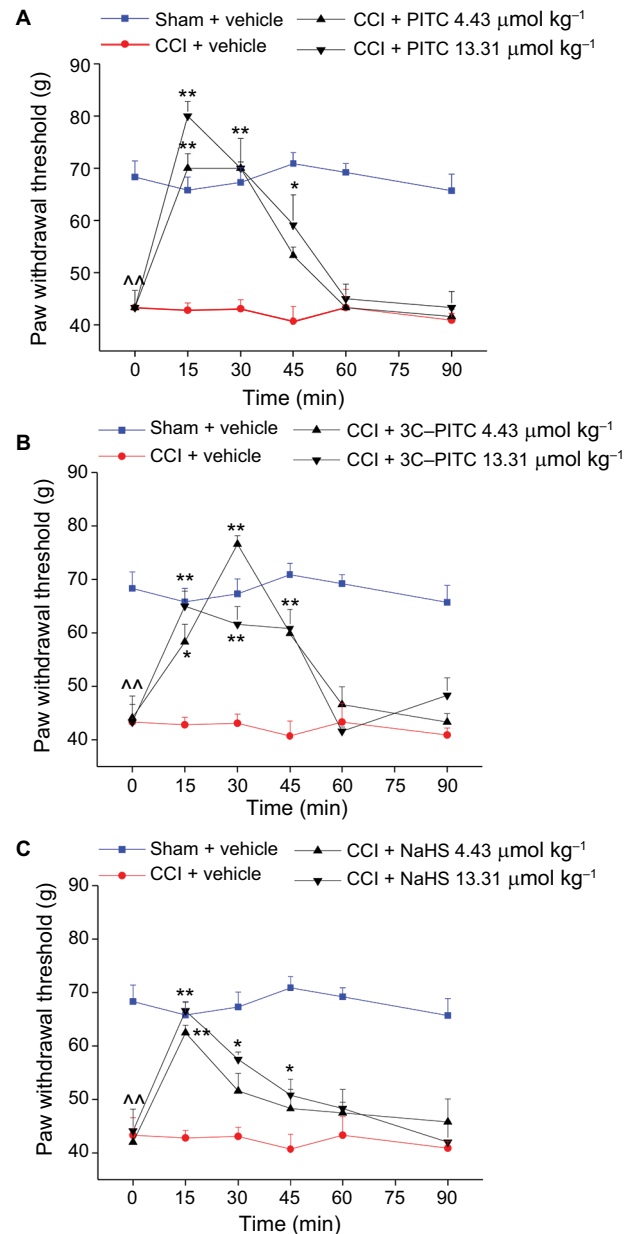 A
Sham + vehicle
CCI + PITC 4.43 μmol kg⁻¹
CCI + vehicle
CCI + PITC 13.31 μmol kg⁻¹
Paw withdrawal threshold (g)
90
80
70
60
50
40
**
**
**
*
^^
0 15 30 45 60 75 90
Time (min)
B
Sham + vehicle
CCI + 3C–PITC 4.43 μmol kg⁻¹
CCI + vehicle
CCI + 3C–PITC 13.31 μmol kg⁻¹
Paw withdrawal threshold (g)
90
80
70
60
50
40
**
**
**
*
**
^^
0 15 30 45 60 75 90
Time (min)
C
Sham + vehicle
CCI + NaHS 4.43 μmol kg⁻¹
CCI + vehicle
CCI + NaHS 13.31 μmol kg⁻¹
Paw withdrawal threshold (g)
90
80
70
60
50
40
**
**
*
*
^^
0 15 30 45 60 75 90
Time (min)